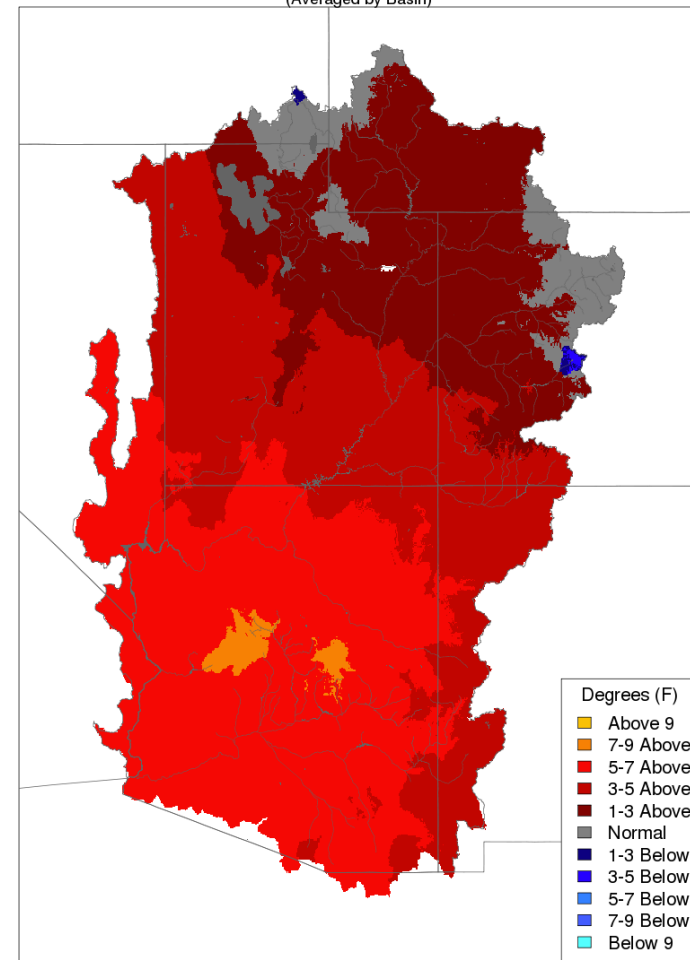 (Averaged by Basin)
Degrees (F)
Above 9
7-9 Above
5-7 Above
3-5 Above
1-3 Above
Normal
1-3 Below
3-5 Below
5-7 Below
7-9 Below
Below 9